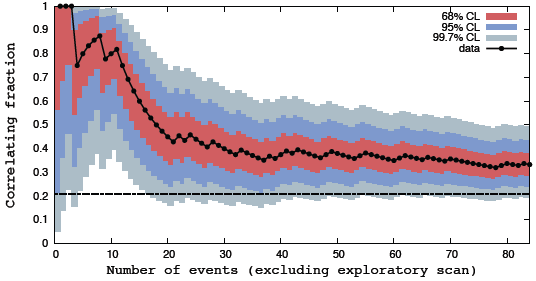 1
0.9
0.8
0.7
0.6
0.5
0.4
0.3
0.2
0.1
0
Correlating fraction
68% CL
95% CL
99.7% CL
data
0 10 20 30 40 50 60 70 80
Number of events (excluding exploratory scan)